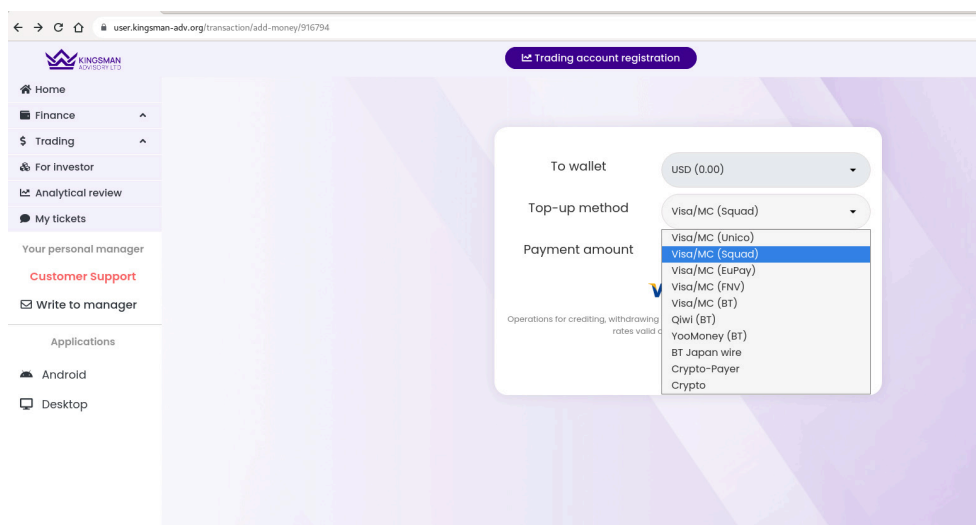 user.kingsman-adv.org/transaction/add-money/916794
KINGSMAN
ADVISORY LTD
Trading account registration
Home
Finance
$ Trading
For investor
Analytical review
My tickets
Your personal manager
Customer Support
Write to manager
Applications
Android
Desktop
To wallet
USD (0.00)
Top-up method
Visa/MC (Squad)
Payment amount
Visa/MC (Unico)
Visa/MC (Squad)
Visa/MC (EuPay)
Visa/MC (FNV)
Visa/MC (BT)
Qiwi (BT)
YooMoney (BT)
BT Japan wire
Crypto-Payer
Crypto
V
Operations for crediting, withdrawing
rates valid